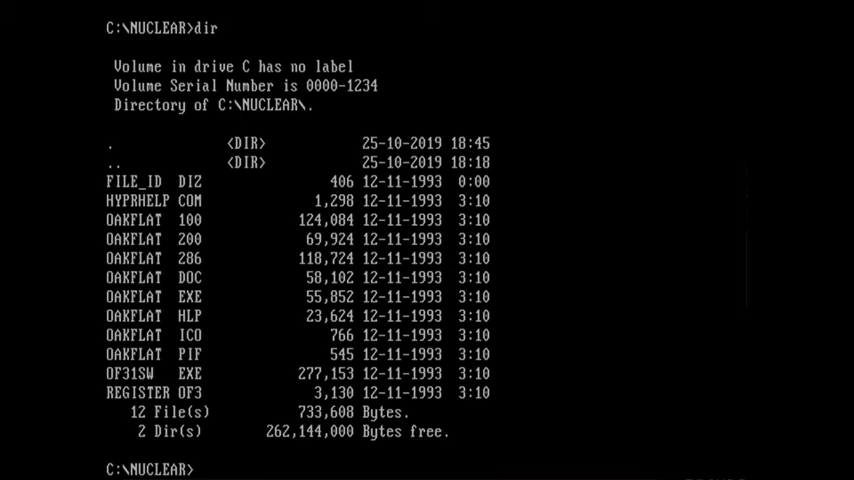 C:\NUCLEAR>dir
Volume in drive C has no label
Volume Serial Number is 0000-1234
Directory of C:\NUCLEAR\.
. <DIR> 25-10-2019 18:45
.. <DIR> 25-10-2019 18:18
FILE_ID DIZ 406 12-11-1993 0:00
HYPRHELP COM 1,298 12-11-1993 3:10
OAKFLAT 100 124,084 12-11-1993 3:10
OAKFLAT 200 69,924 12-11-1993 3:10
OAKFLAT 286 118,724 12-11-1993 3:10
OAKFLAT DOC 58,102 12-11-1993 3:10
OAKFLAT EXE 55,852 12-11-1993 3:10
OAKFLAT HLP 23,624 12-11-1993 3:10
OAKFLAT ICO 766 12-11-1993 3:10
OAKFLAT PIF 545 12-11-1993 3:10
OF31SW EXE 277,153 12-11-1993 3:10
REGISTER OF3 3,130 12-11-1993 3:10
12 File(s) 733,608 Bytes.
2 Dir(s) 262,144,000 Bytes free.
C:\NUCLEAR>